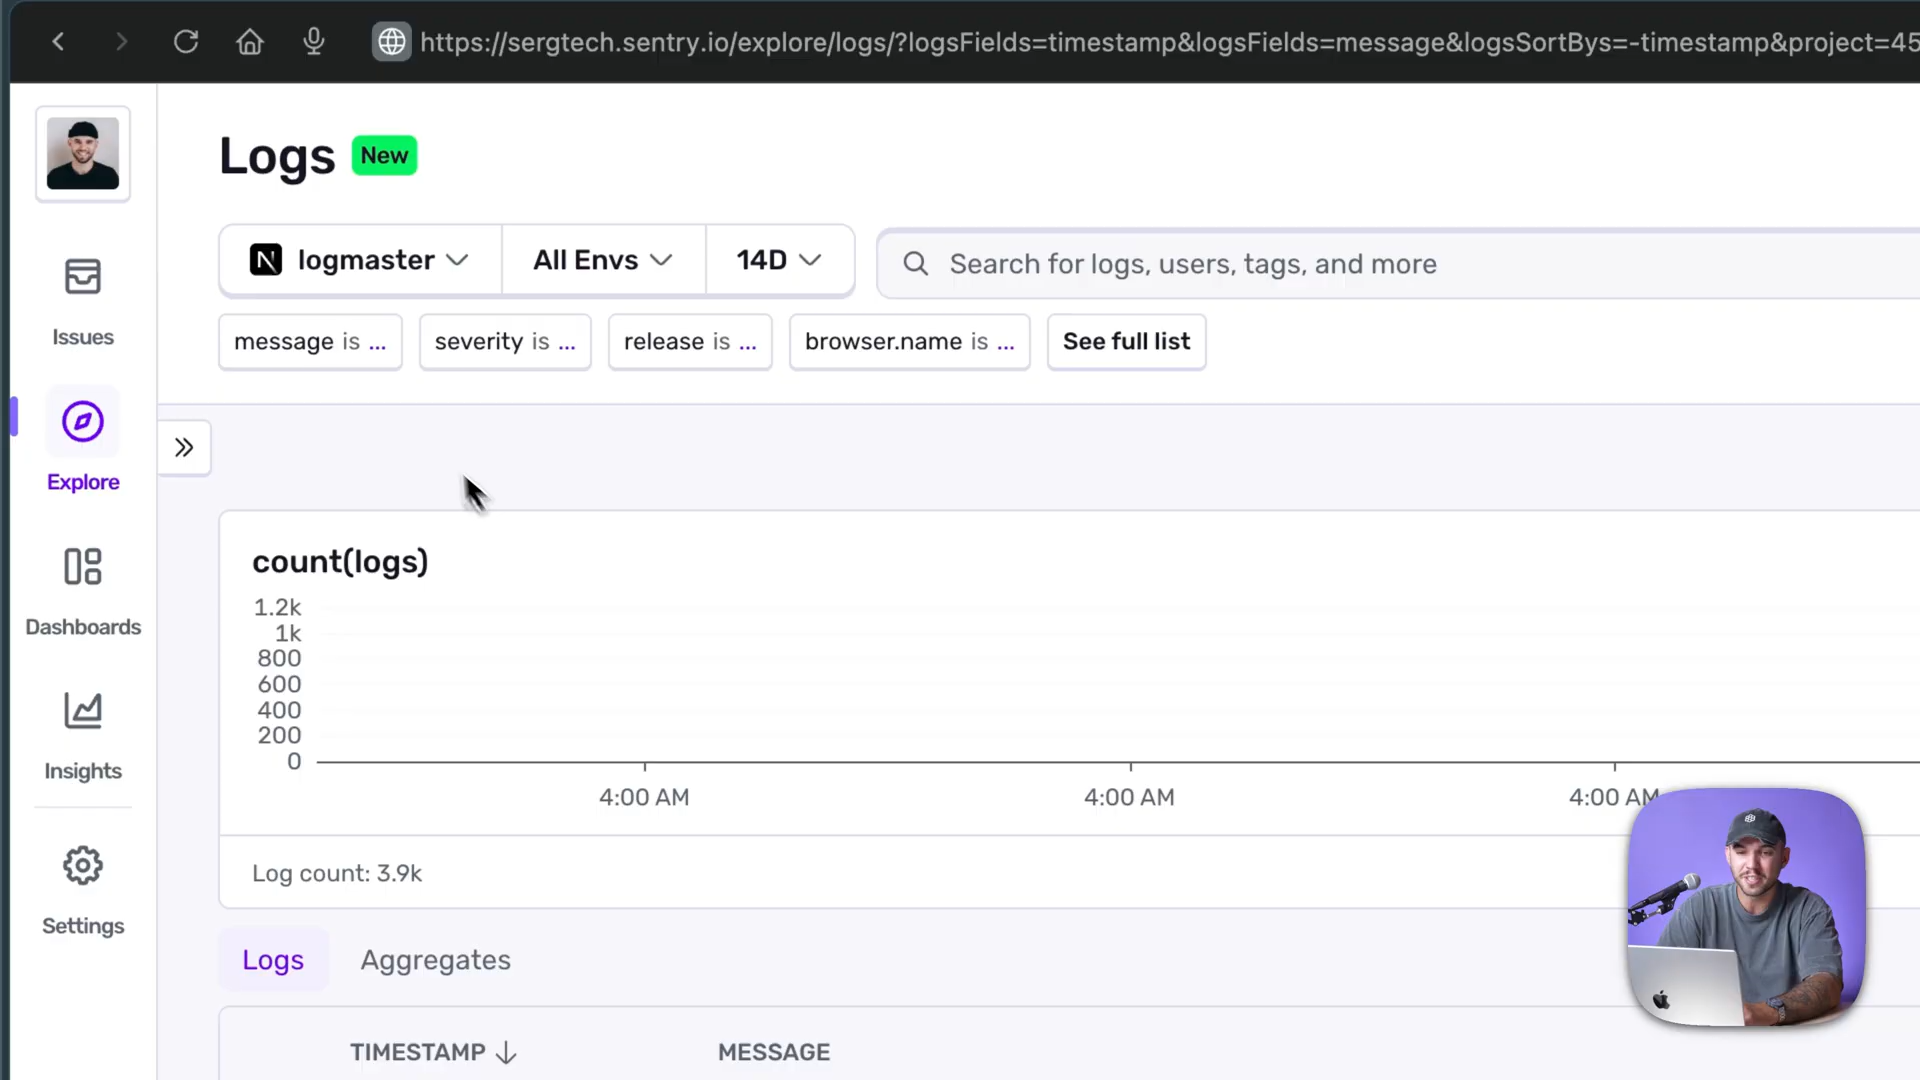 https://sergtech.sentry.io/explore/logs/?logsFields=timestamp&logsFields=message&logsSortBys=-timestamp&project=45
Logs New
logmaster All Envs 14D Search for logs, users, tags, and more
message is ... severity is ... release is ... browser.name is ... See full list
Issues
Explore
Dashboards
Insights
Settings
count(logs)
1.2k
1k
800
600
400
200
0
4:00 AM 4:00 AM 4:00 AM
Log count: 3.9k
Logs Aggregates
TIMESTAMP MESSAGE